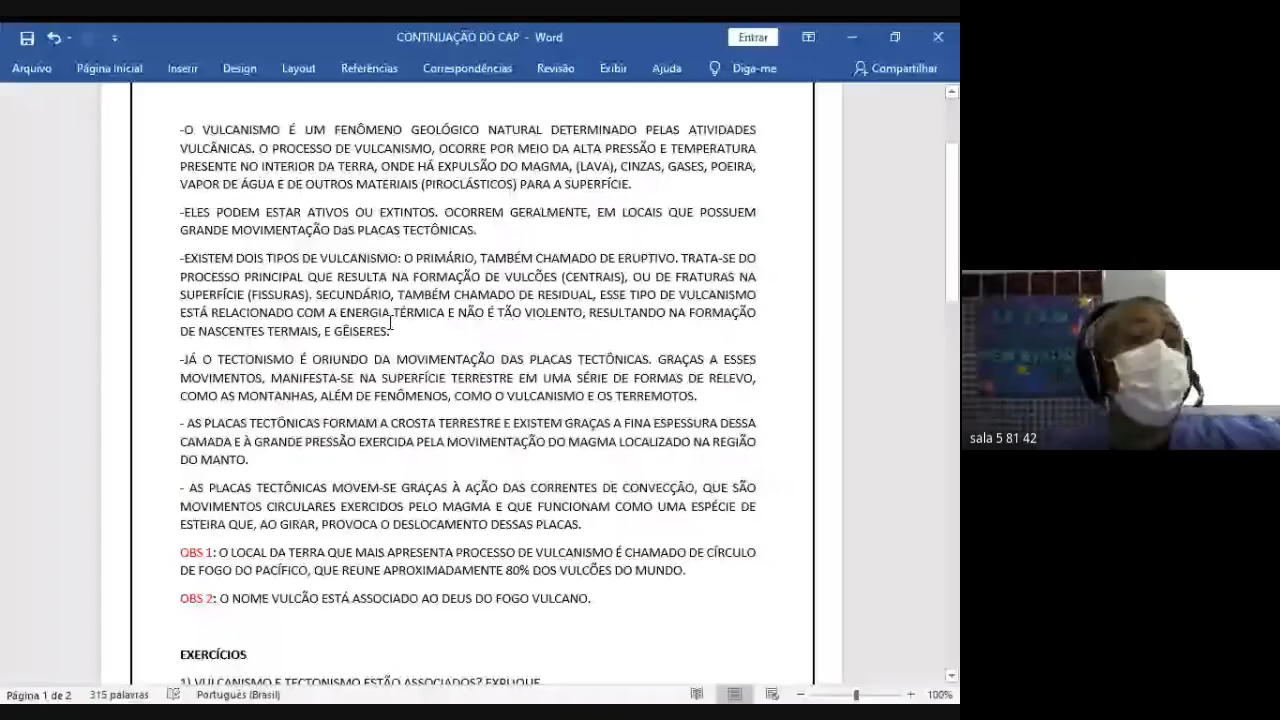 CONTINUAÇÃO DO CAP - Word
Entrar
Arquivo Página Inicial Inserir Design Layout Referências Correspondências Revisão Exibir Ajuda Diga-me Compartilhar
-O VULCANISMO É UM FENÔMENO GEOLÓGICO NATURAL DETERMINADO PELAS ATIVIDADES
VULCÂNICAS. O PROCESSO DE VULCANISMO, OCORRE POR MEIO DA ALTA PRESSÃO E TEMPERATURA
PRESENTE NO INTERIOR DA TERRA, ONDE HÁ EXPULSÃO DO MAGMA, (LAVA), CINZAS, GASES, POEIRA,
VAPOR DE ÁGUA E DE OUTROS MATERIAIS (PIROCLÁSTICOS) PARA A SUPERFÍCIE.
-ELES PODEM ESTAR ATIVOS OU EXTINTOS. OCORREM GERALMENTE, EM LOCAIS QUE POSSUEM
GRANDE MOVIMENTAÇÃO DaS PLACAS TECTÔNICAS.
-EXISTEM DOIS TIPOS DE VULCANISMO: O PRIMÁRIO, TAMBÉM CHAMADO DE ERUPTIVO. TRATA-SE DO
PROCESSO PRINCIPAL QUE RESULTA NA FORMAÇÃO DE VULCÕES (CENTRAIS), OU DE FRATURAS NA
SUPERFÍCIE (FISSURAS). SECUNDÁRIO, TAMBÉM CHAMADO DE RESIDUAL, ESSE TIPO DE VULCANISMO
ESTÁ RELACIONADO COM A ENERGIA TÉRMICA E NÃO É TÃO VIOLENTO, RESULTANDO NA FORMAÇÃO
DE NASCENTES TERMAIS, E GÊISERES.
-JÁ O TECTONISMO É ORIUNDO DA MOVIMENTAÇÃO DAS PLACAS TECTÔNICAS. GRAÇAS A ESSES
MOVIMENTOS, MANIFESTA-SE NA SUPERFÍCIE TERRESTRE EM UMA SÉRIE DE FORMAS DE RELEVO,
COMO AS MONTANHAS, ALÉM DE FENÔMENOS, COMO O VULCANISMO E OS TERREMOTOS.
- AS PLACAS TECTÔNICAS FORMAM A CROSTA TERRESTRE E EXISTEM GRAÇAS A FINA ESPESSURA DESSA
CAMADA E À GRANDE PRESSÃO EXERCIDA PELA MOVIMENTAÇÃO DO MAGMA LOCALIZADO NA REGIÃO
DO MANTO.
- AS PLACAS TECTÔNICAS MOVEM-SE GRAÇAS À AÇÃO DAS CORRENTES DE CONVECÇÃO, QUE SÃO
MOVIMENTOS CIRCULARES EXERCIDOS PELO MAGMA E QUE FUNCIONAM COMO UMA ESPÉCIE DE
ESTEIRA QUE, AO GIRAR, PROVOCA O DESLOCAMENTO DESSAS PLACAS.
OBS 1: O LOCAL DA TERRA QUE MAIS APRESENTA PROCESSO DE VULCANISMO É CHAMADO DE CÍRCULO
DE FOGO DO PACÍFICO, QUE REUNE APROXIMADAMENTE 80% DOS VULCÕES DO MUNDO.
OBS 2: O NOME VULCÃO ESTÁ ASSOCIADO AO DEUS DO FOGO VULCANO.
EXERCÍCIOS
1) VULCANISMO E TECTONISMO ESTÃO ASSOCIADOS? EXPLIQUE
Página 1 de 2 315 palavras Português (Brasil) 100%
sala 5 81 42